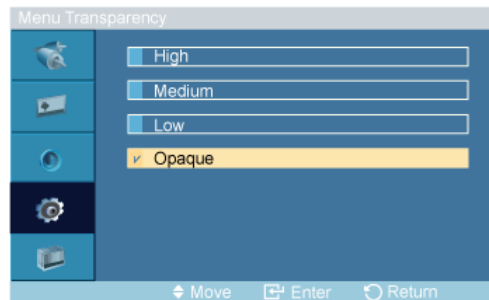 Menu Transparency
High
Medium
Low
Opaque
Move Enter Return